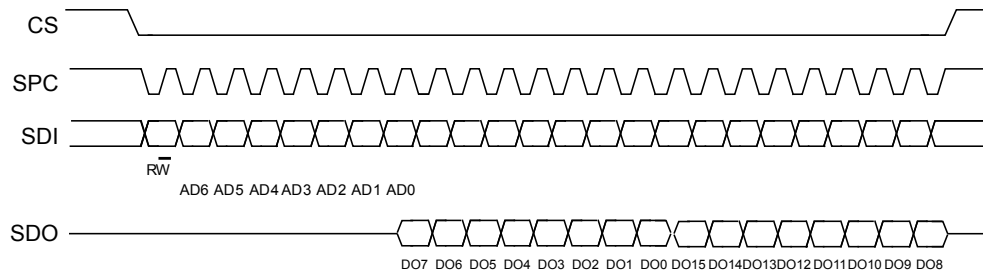 CS
SPC
SDI
RW
AD6 AD5 AD4 AD3 AD2 AD1 AD0
SDO
DO7 DO6 DO5 DO4 DO3 DO2 DO1 DO0 DO15 DO14 DO13 DO12 DO11 DO10 DO9 DO8